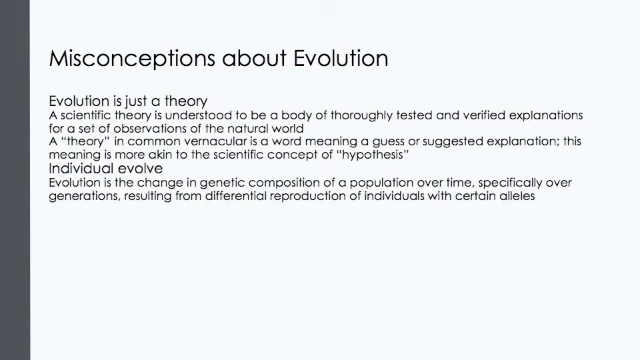 Misconceptions about Evolution
Evolution is just a theory
A scientific theory is understood to be a body of thoroughly tested and verified explanations
for a set of observations of the natural world
A “theory” in common vernacular is a word meaning a guess or suggested explanation; this
meaning is more akin to the scientific concept of “hypothesis”
Individual evolve
Evolution is the change in genetic composition of a population over time, specifically over
generations, resulting from differential reproduction of individuals with certain alleles